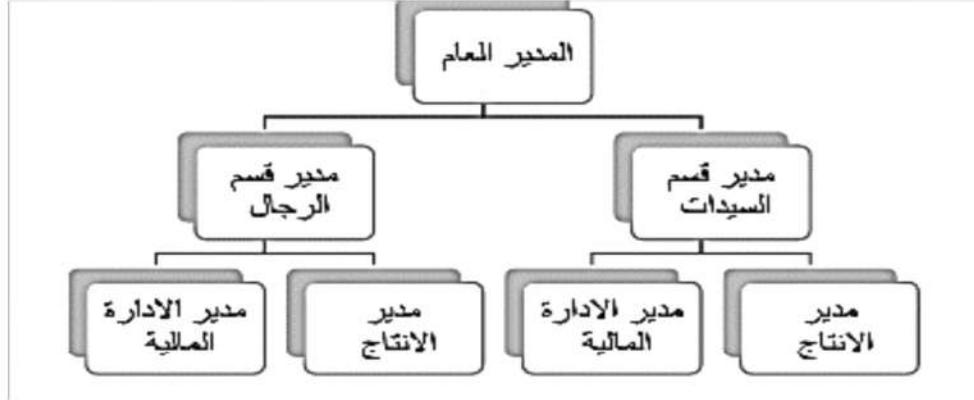 المدير العام
مدير قسم
السيدات
مدير قسم
الرجال
مدير
الانتاج
مدير الادارة
المالية
مدير
الانتاج
مدير الادارة
المالية